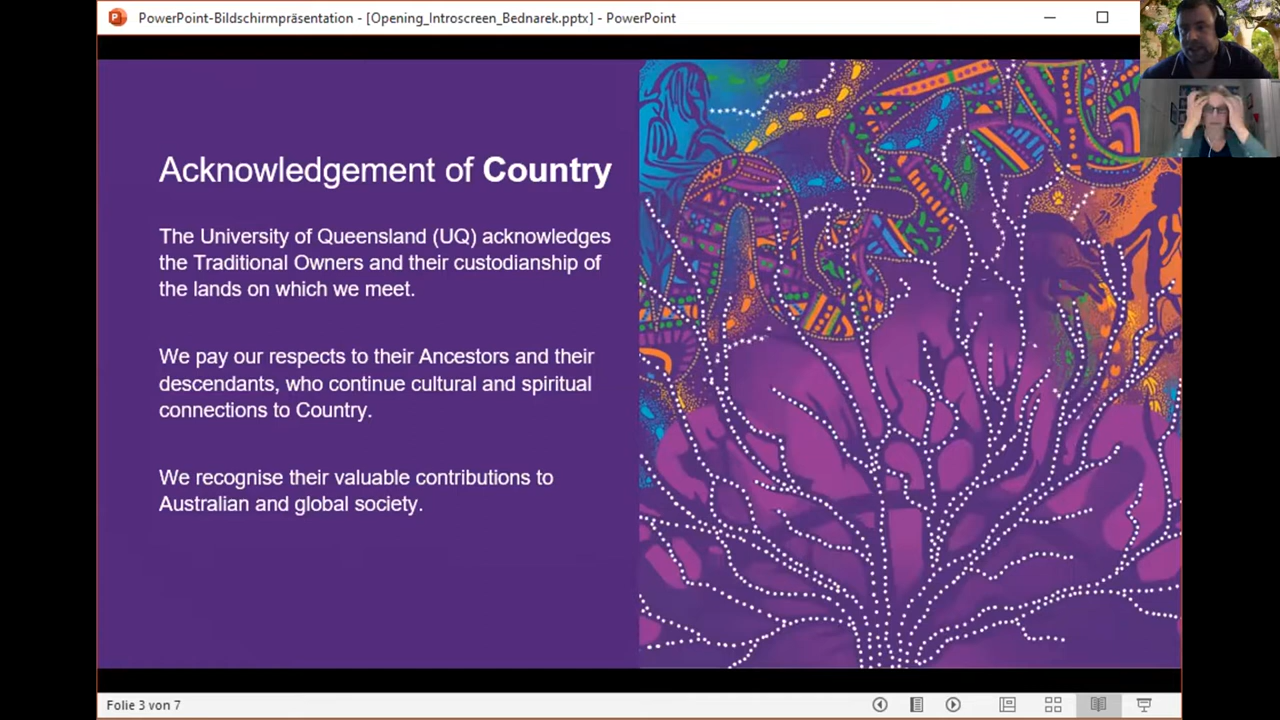 PowerPoint-Bildschirmpräsentation - [Opening_Introscreen_Bednarek.pptx] - PowerPoint
Acknowledgement of Country
The University of Queensland (UQ) acknowledges
the Traditional Owners and their custodianship of
the lands on which we meet.
We pay our respects to their Ancestors and their
descendants, who continue cultural and spiritual
connections to Country.
We recognise their valuable contributions to
Australian and global society.
Folie 3 von 7